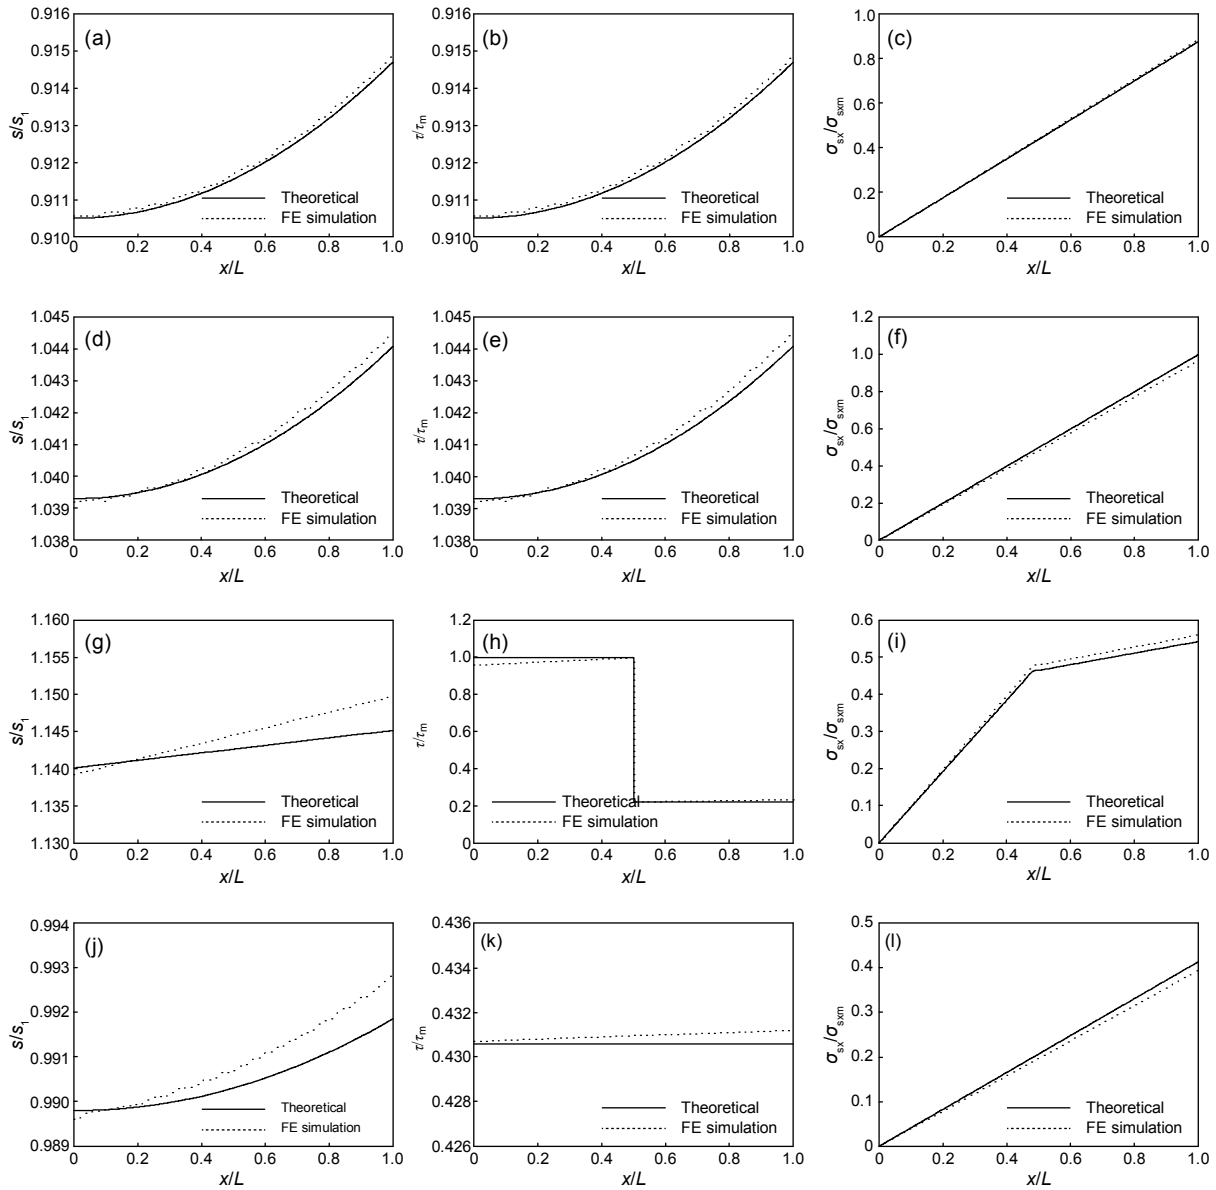 (a)
s/s1
0.916
0.915
0.914
0.913
0.912
0.911
0.910
Theoretical
FE simulation
0 0.2 0.4 0.6 0.8 1.0
x/L
(b)
τ/τm
0.916
0.915
0.914
0.913
0.912
0.911
0.910
Theoretical
FE simulation
0 0.2 0.4 0.6 0.8 1.0
x/L
(c)
σsx/σsxm
1.0
0.8
0.6
0.4
0.2
0
Theoretical
FE simulation
0 0.2 0.4 0.6 0.8 1.0
x/L
(d)
s/s1
1.045
1.044
1.043
1.042
1.041
1.040
1.039
1.038
Theoretical
FE simulation
0 0.2 0.4 0.6 0.8 1.0
x/L
(e)
τ/τm
1.045
1.044
1.043
1.042
1.041
1.040
1.039
1.038
Theoretical
FE simulation
0 0.2 0.4 0.6 0.8 1.0
x/L
(f)
σsx/σsxm
1.2
1.0
0.8
0.6
0.4
0.2
0
Theoretical
FE simulation
0 0.2 0.4 0.6 0.8 1.0
x/L
(g)
s/s1
1.160
1.155
1.150
1.145
1.140
1.135
1.130
Theoretical
FE simulation
0 0.2 0.4 0.6 0.8 1.0
x/L
(h)
τ/τm
1.2
1.0
0.8
0.6
0.4
0.2
0
Theoretical
FE simulation
0 0.2 0.4 0.6 0.8 1.0
x/L
(i)
σsx/σsxm
0.6
0.5
0.4
0.3
0.2
0.1
0
Theoretical
FE simulation
0 0.2 0.4 0.6 0.8 1.0
x/L
(j)
s/s1
0.994
0.993
0.992
0.991
0.990
0.989
Theoretical
FE simulation
0 0.2 0.4 0.6 0.8 1.0
x/L
(k)
τ/τm
0.436
0.434
0.432
0.430
0.428
0.426
Theoretical
FE simulation
0 0.2 0.4 0.6 0.8 1.0
x/L
(l)
σsx/σsxm
0.5
0.4
0.3
0.2
0.1
0
Theoretical
FE simulation
0 0.2 0.4 0.6 0.8 1.0
x/L